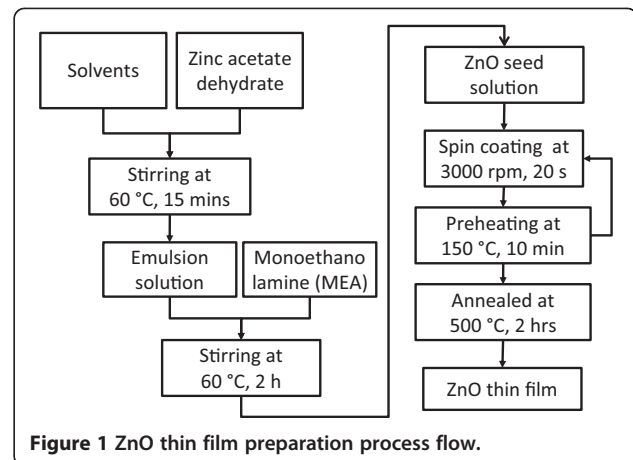 Solvents
Zinc acetate
dehydrate
Stirring at
60 °C, 15 mins
Emulsion
solution
Monoethano
lamine (MEA)
Stirring at
60 °C, 2 h
ZnO seed
solution
Spin coating at
3000 rpm, 20 s
Preheating at
150 °C, 10 min
Annealed at
500 °C, 2 hrs
ZnO thin film
Figure 1 ZnO thin film preparation process flow.